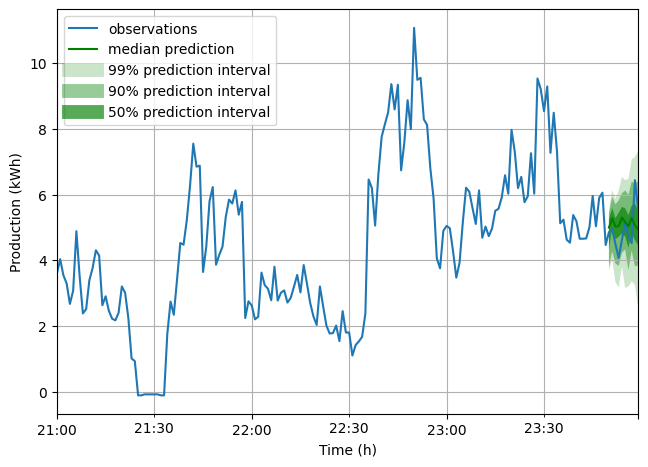 observations
median prediction
99% prediction interval
90% prediction interval
50% prediction interval
Production (kWh)
10
8
6
4
2
0
21:00 21:30 22:00 22:30 23:00 23:30
Time (h)